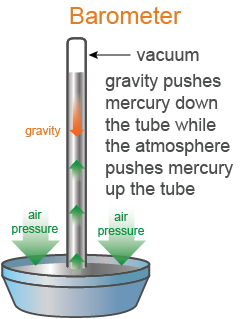 Barometer
vacuum
gravity pushes
mercury down
the tube while
the atmosphere
pushes mercury
up the tube
gravity
air
pressure
air
pressure